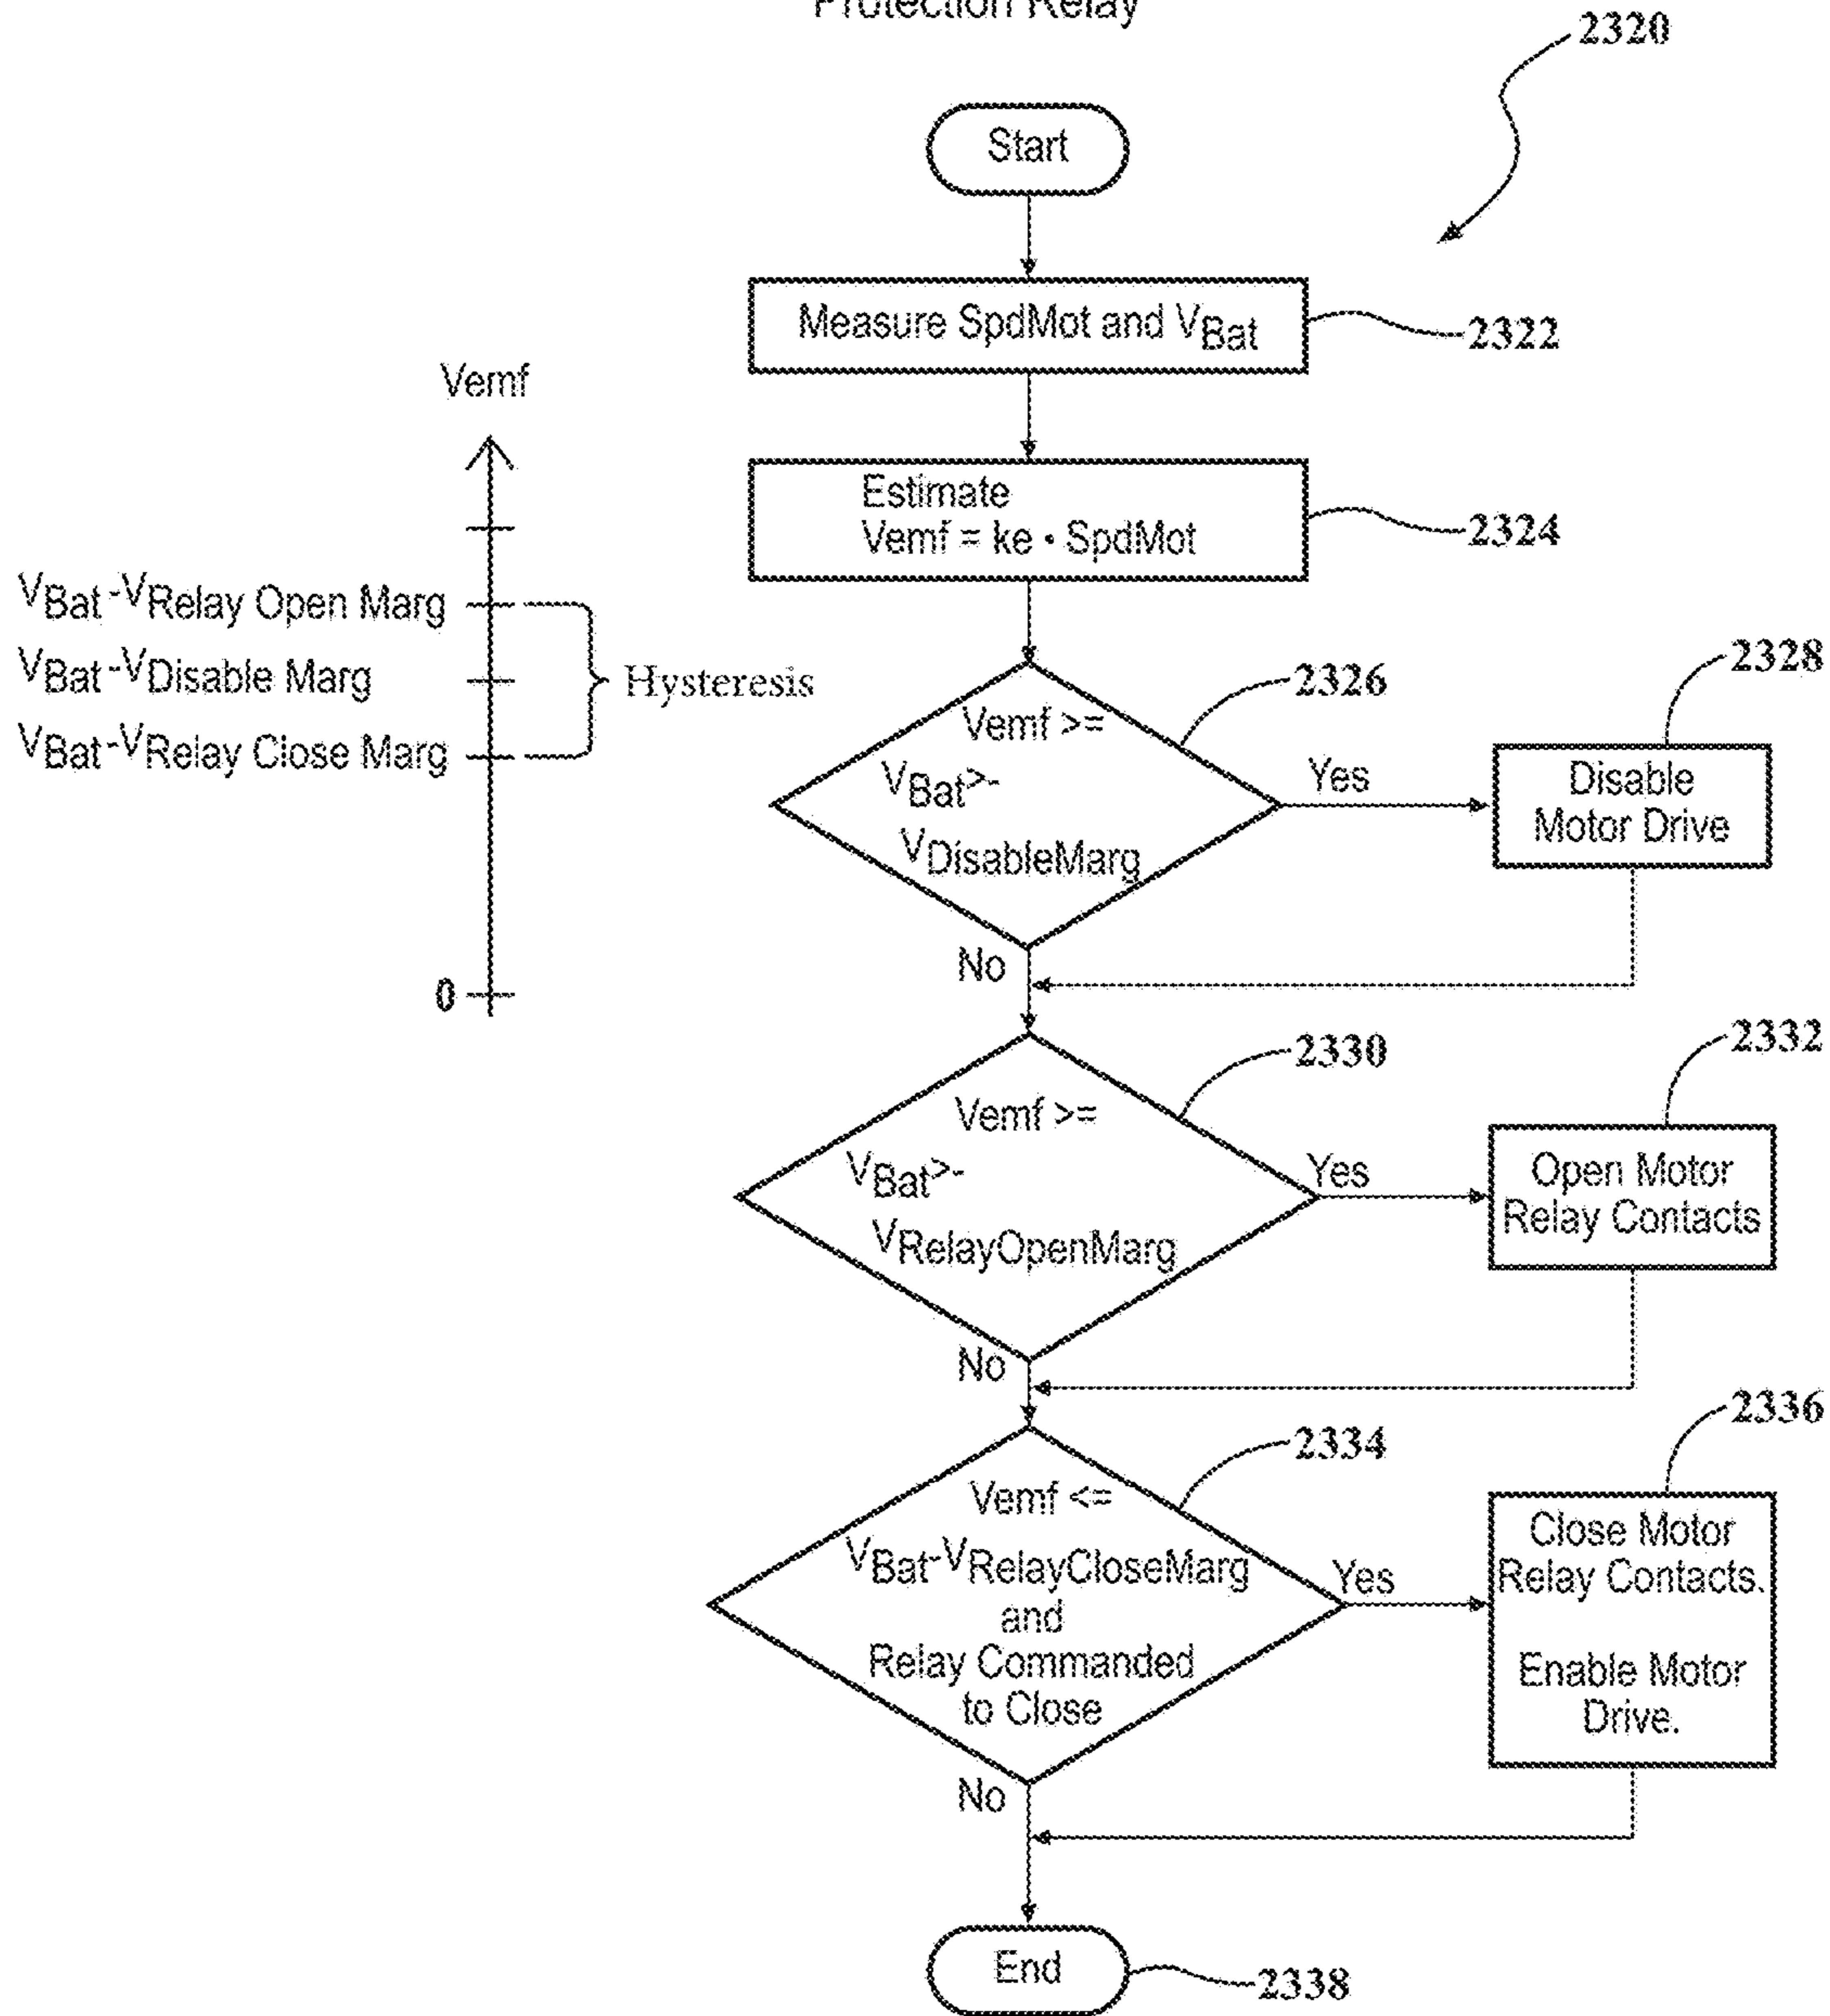 Protection Relay
2320
Start
Measure SpdMot and VBat
2322
Estimate
Vemf = ke • SpdMot
2324
Vemf
VBat-VRelay Open Marg
VBat-VDisable Marg
VBat-VRelay Close Marg
Hysteresis
0
Vemf >=
VBat>-
VDisableMarg
2326
Yes
Disable
Motor Drive
2328
No
Vemf >=
VBat>-
VRelayOpenMarg
2330
Yes
Open Motor
Relay Contacts
2332
No
Vemf <=
VBat-VRelayCloseMarg
and
Relay Commanded
to Close
2334
Yes
Close Motor
Relay Contacts.
Enable Motor
Drive.
2336
No
End
2338